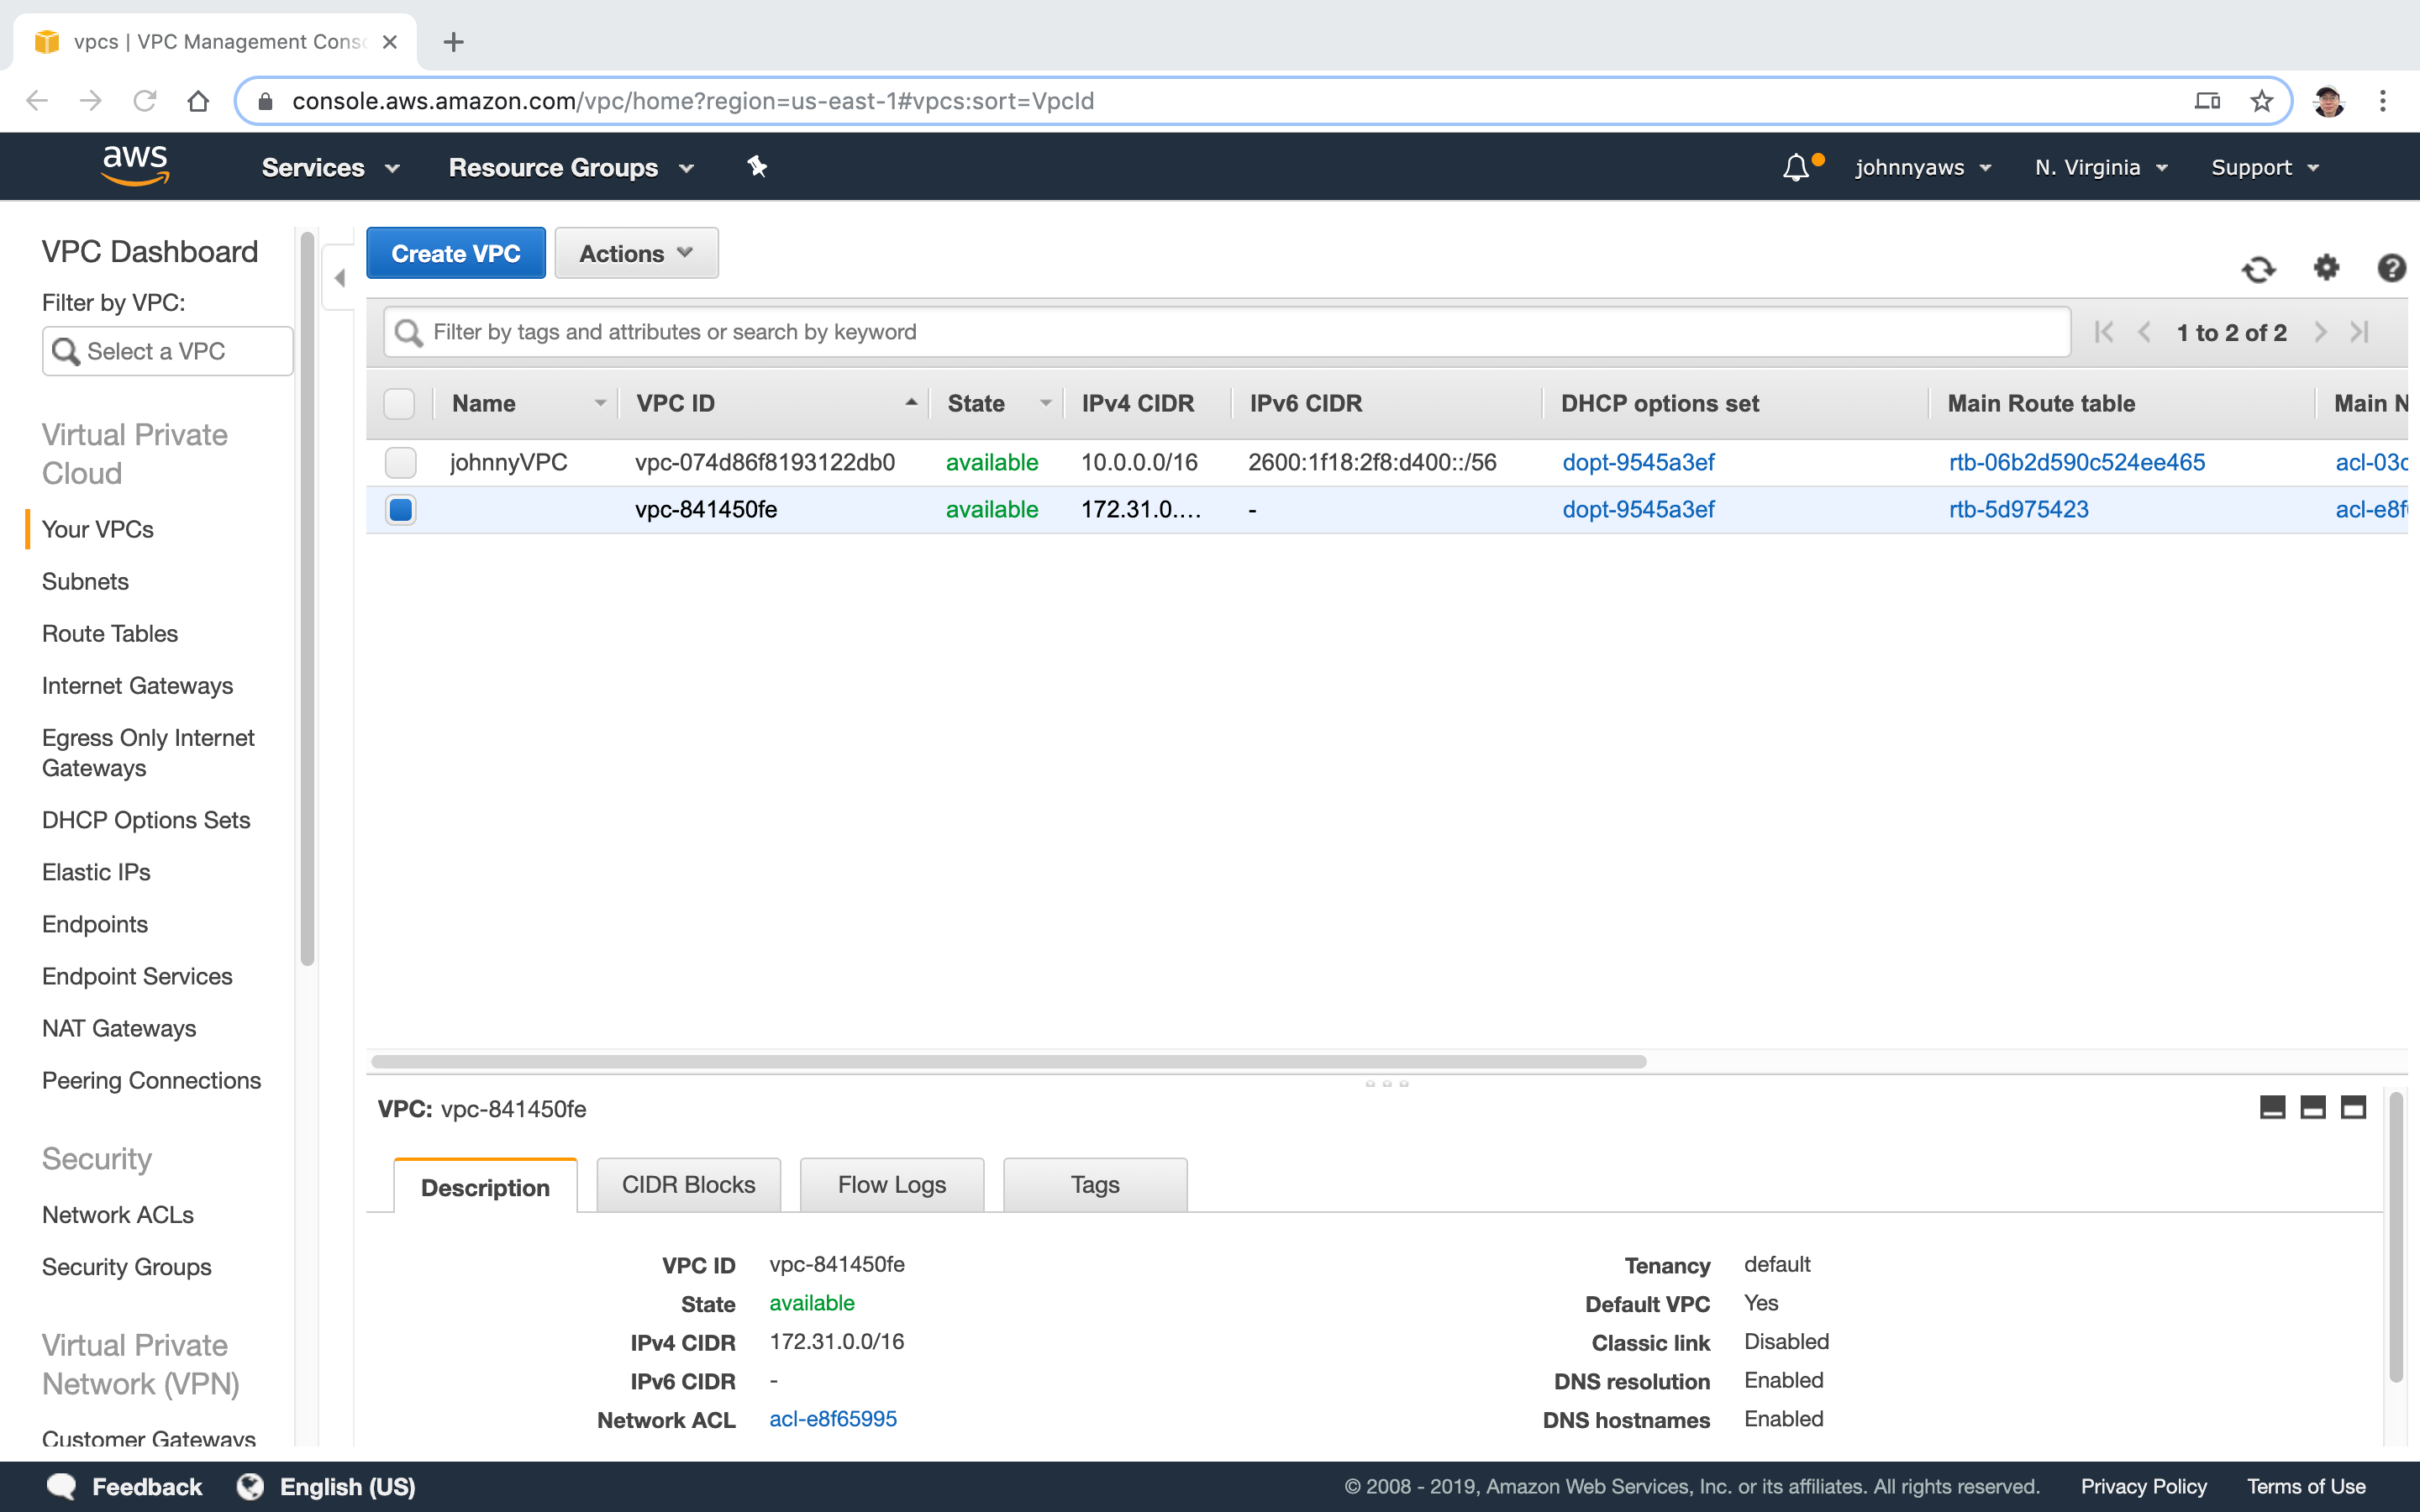 vpcs | VPC Management Conso
console.aws.amazon.com/vpc/home?region=us-east-1#vpcs:sort=VpcId
aws Services Resource Groups johnnyaws N. Virginia Support
VPC Dashboard
Filter by VPC:
Select a VPC
Virtual Private
Cloud
Your VPCs
Subnets
Route Tables
Internet Gateways
Egress Only Internet
Gateways
DHCP Options Sets
Elastic IPs
Endpoints
Endpoint Services
NAT Gateways
Peering Connections
Security
Network ACLs
Security Groups
Virtual Private
Network (VPN)
Customer Gateways
Create VPC Actions
Filter by tags and attributes or search by keyword 1 to 2 of 2
Name VPC ID State IPv4 CIDR IPv6 CIDR DHCP options set Main Route table Main N
johnnyVPC vpc-074d86f8193122db0 available 10.0.0.0/16 2600:1f18:2f8:d400::/56 dopt-9545a3ef rtb-06b2d590c524ee465 acl-03c
vpc-841450fe available 172.31.0.... - dopt-9545a3ef rtb-5d975423 acl-e8f
VPC: vpc-841450fe
Description CIDR Blocks Flow Logs Tags
VPC ID vpc-841450fe Tenancy default
State available Default VPC Yes
IPv4 CIDR 172.31.0.0/16 Classic link Disabled
IPv6 CIDR - DNS resolution Enabled
Network ACL acl-e8f65995 DNS hostnames Enabled
Feedback English (US) © 2008 - 2019, Amazon Web Services, Inc. or its affiliates. All rights reserved. Privacy Policy Terms of Use